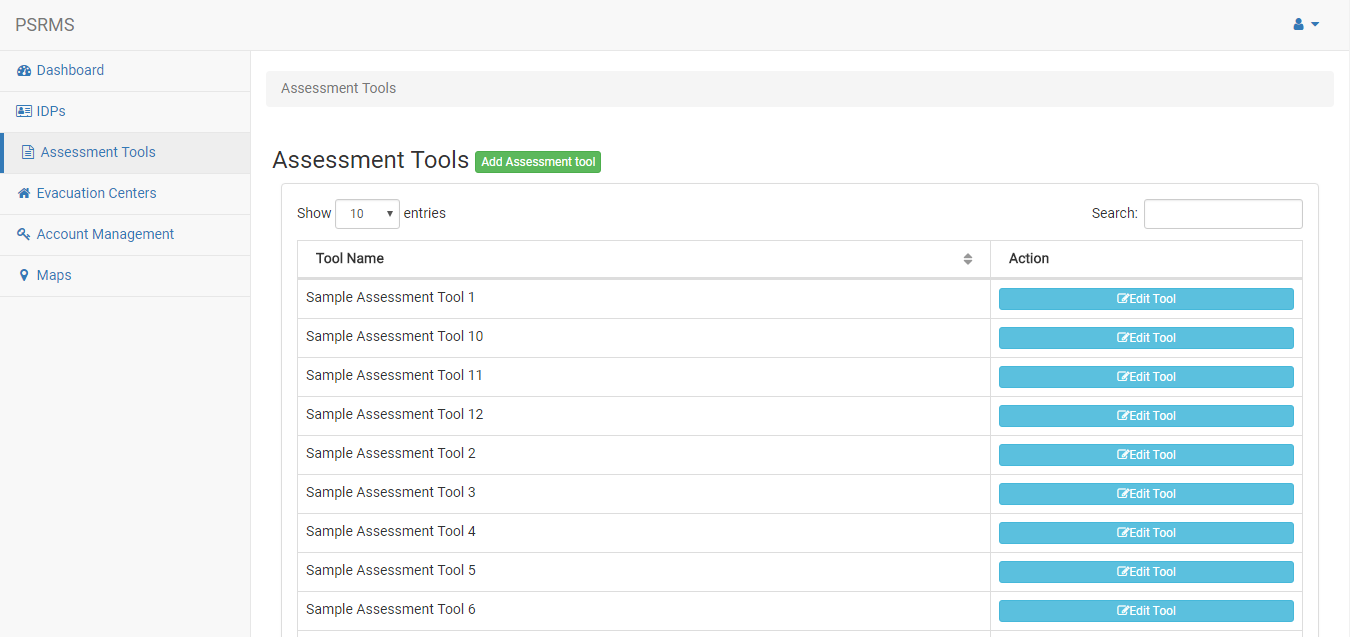 PSRMS
Dashboard
IDPs
Assessment Tools
Evacuation Centers
Account Management
Maps
Assessment Tools
Assessment Tools Add Assessment tool
Show 10 entries Search:
Tool Name Action
Sample Assessment Tool 1 Edit Tool
Sample Assessment Tool 10 Edit Tool
Sample Assessment Tool 11 Edit Tool
Sample Assessment Tool 12 Edit Tool
Sample Assessment Tool 2 Edit Tool
Sample Assessment Tool 3 Edit Tool
Sample Assessment Tool 4 Edit Tool
Sample Assessment Tool 5 Edit Tool
Sample Assessment Tool 6 Edit Tool